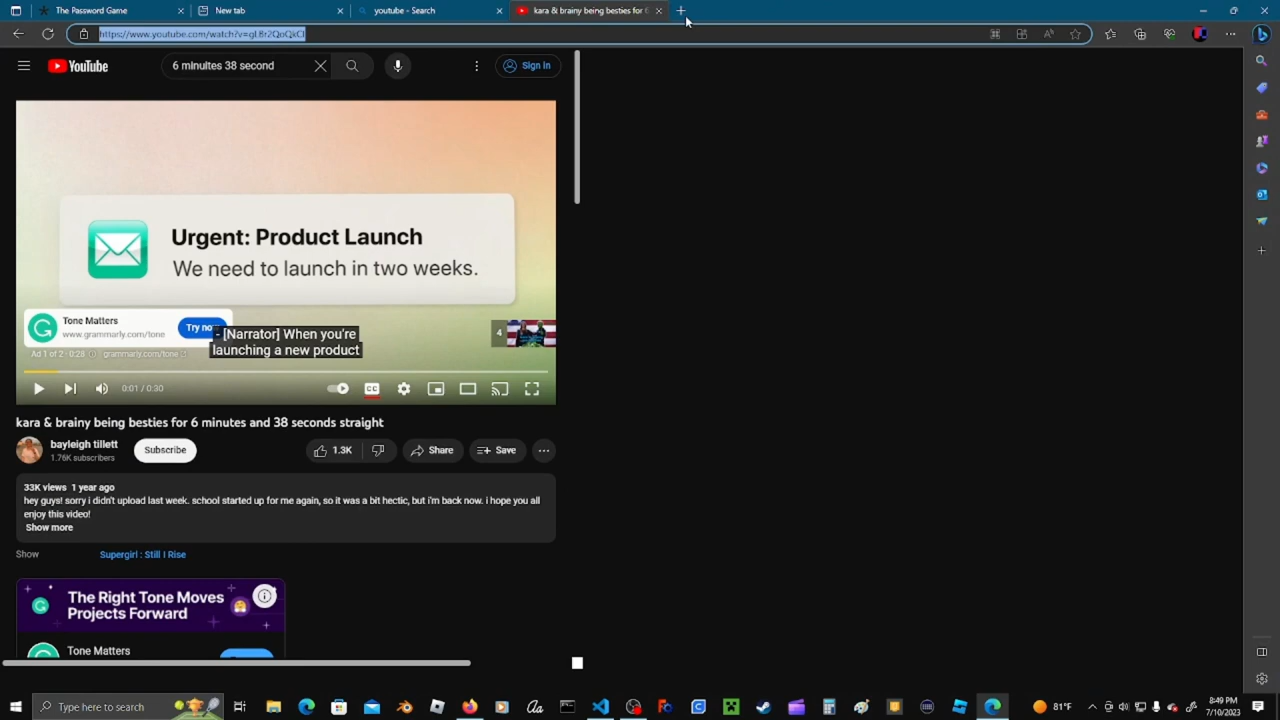 The Password Game
New tab
youtube - Search
kara & brainy being besties for 6
https://www.youtube.com/watch?v=gL8r2QoQkCI
YouTube
6 minuites 38 second
Sign in
Urgent: Product Launch
We need to launch in two weeks.
Tone Matters
www.grammarly.com/tone
Try now
- [Narrator] When you're
launching a new product
4
Ad 1 of 2 · 0:28
grammarly.com/tone
0:01 / 0:30
CC
kara & brainy being besties for 6 minutes and 38 seconds straight
bayleigh tillett
1.76K subscribers
Subscribe
1.3K
Share
Save
33K views 1 year ago
hey guys! sorry i didn't upload last week. school started up for me again, so it was a bit hectic, but i'm back now. i hope you all
enjoy this video!
Show more
Show
Supergirl : Still I Rise
The Right Tone Moves
Projects Forward
Tone Matters
Type here to search
81°F
8:49 PM
7/10/2023